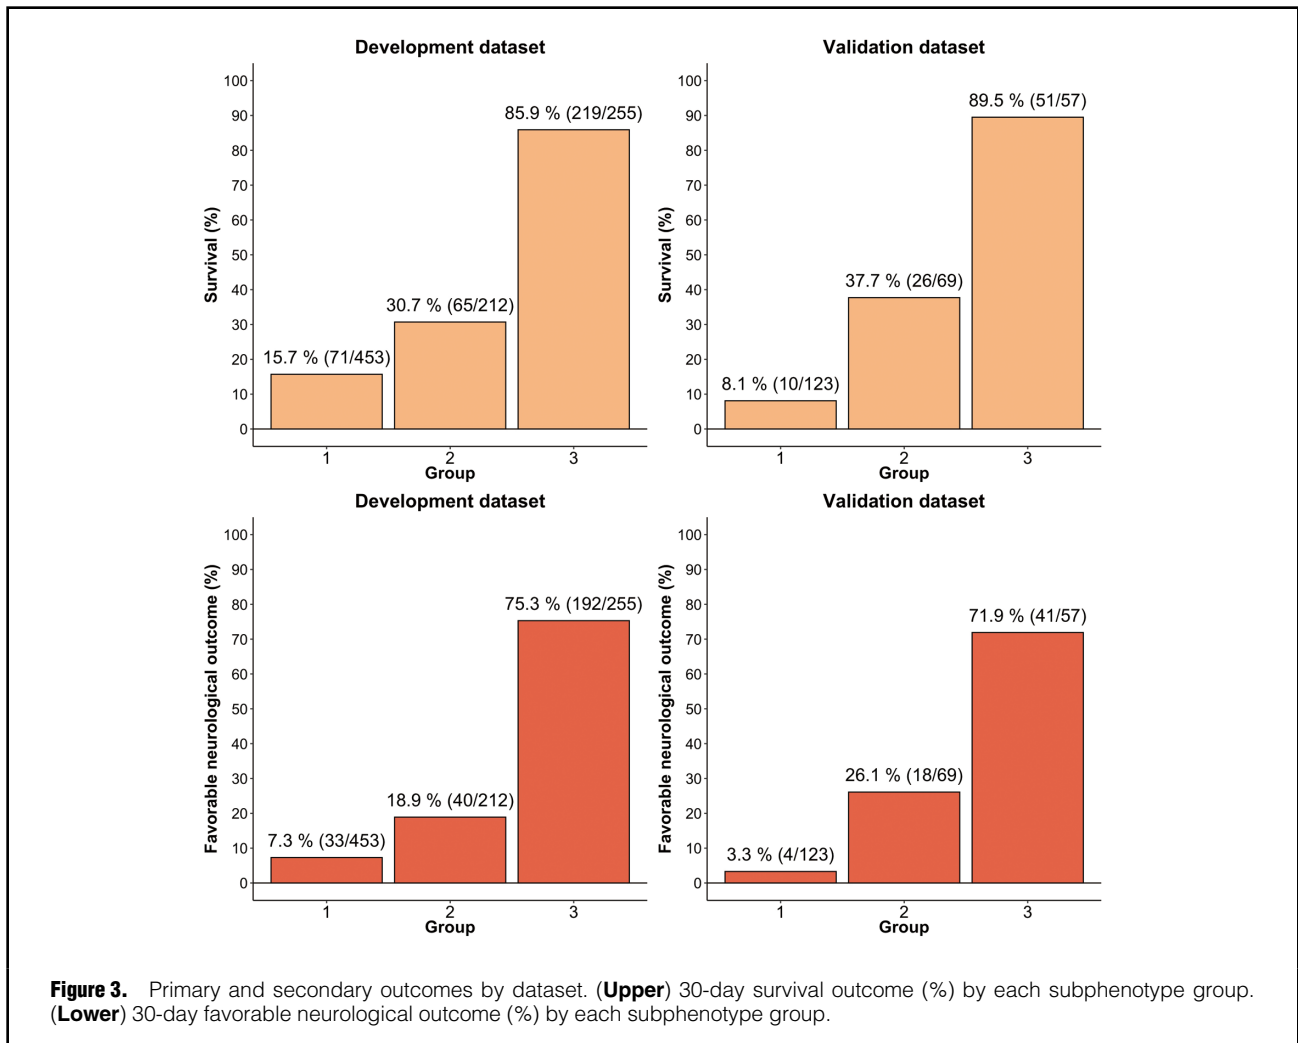 Development dataset
Survival (%)
100
90
80
70
60
50
40
30
20
10
0
15.7 % (71/453)
30.7 % (65/212)
85.9 % (219/255)
1 2 3
Group
Validation dataset
Survival (%)
100
90
80
70
60
50
40
30
20
10
0
8.1 % (10/123)
37.7 % (26/69)
89.5 % (51/57)
1 2 3
Group
Development dataset
Favorable neurological outcome (%)
100
90
80
70
60
50
40
30
20
10
0
7.3 % (33/453)
18.9 % (40/212)
75.3 % (192/255)
1 2 3
Group
Validation dataset
Favorable neurological outcome (%)
100
90
80
70
60
50
40
30
20
10
0
3.3 % (4/123)
26.1 % (18/69)
71.9 % (41/57)
1 2 3
Group
Figure 3. Primary and secondary outcomes by dataset. (Upper) 30-day survival outcome (%) by each subphenotype group.
(Lower) 30-day favorable neurological outcome (%) by each subphenotype group.